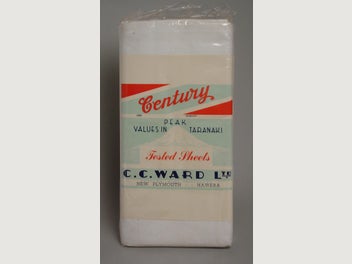 Century
PEAK
VALUES IN TARANAKI
Tested Sheets
C.C. WARD LTD
NEW PLYMOUTH HAWERA